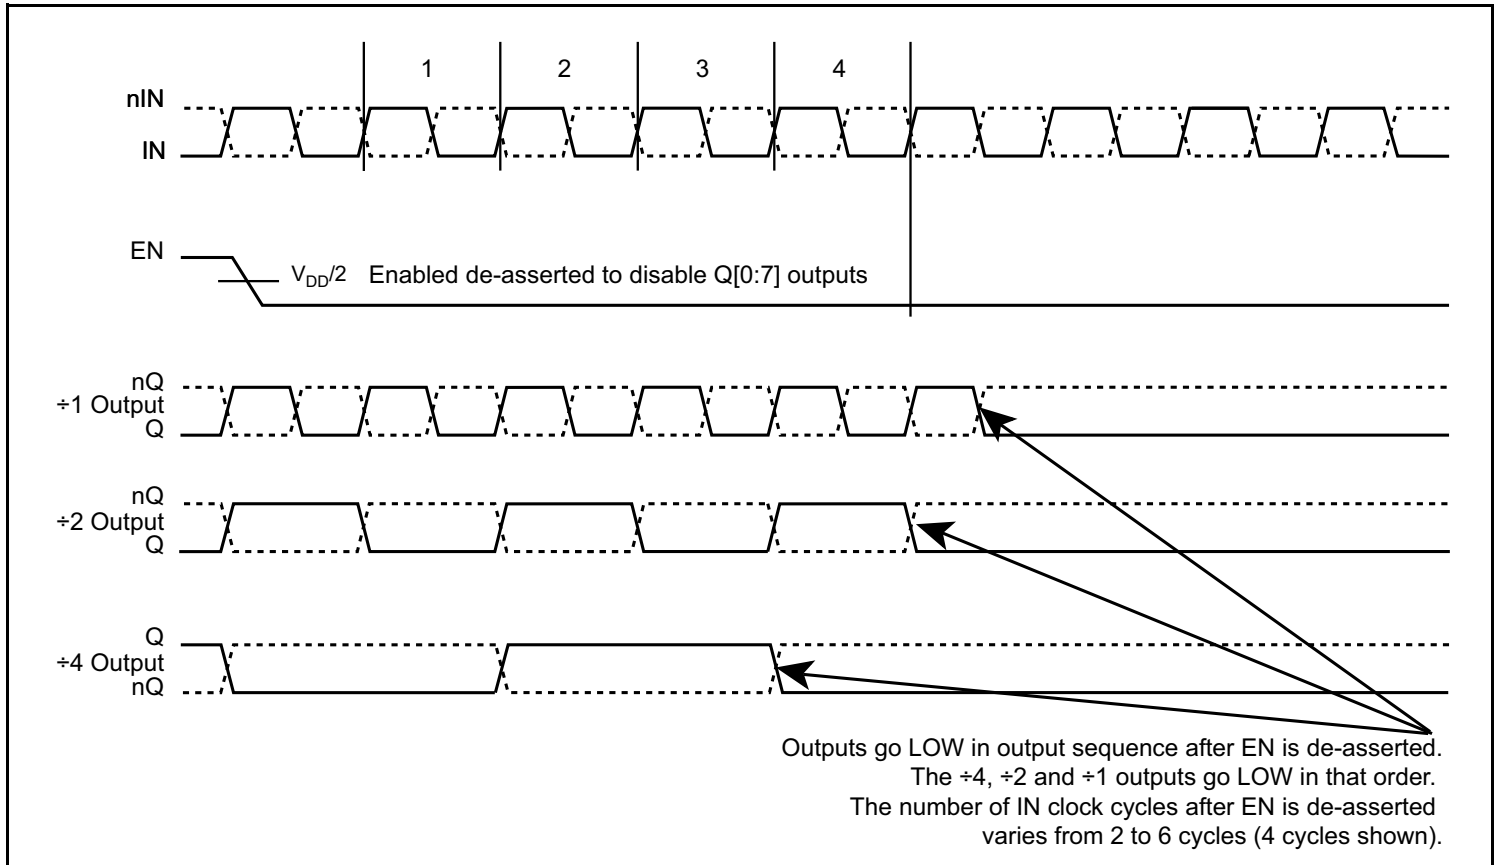 1 2 3 4
nIN
IN
EN
VDD/2 Enabled de-asserted to disable Q[0:7] outputs
nQ
÷1 Output
Q
nQ
÷2 Output
Q
Q
÷4 Output
nQ
Outputs go LOW in output sequence after EN is de-asserted.
The ÷4, ÷2 and ÷1 outputs go LOW in that order.
The number of IN clock cycles after EN is de-asserted
varies from 2 to 6 cycles (4 cycles shown).